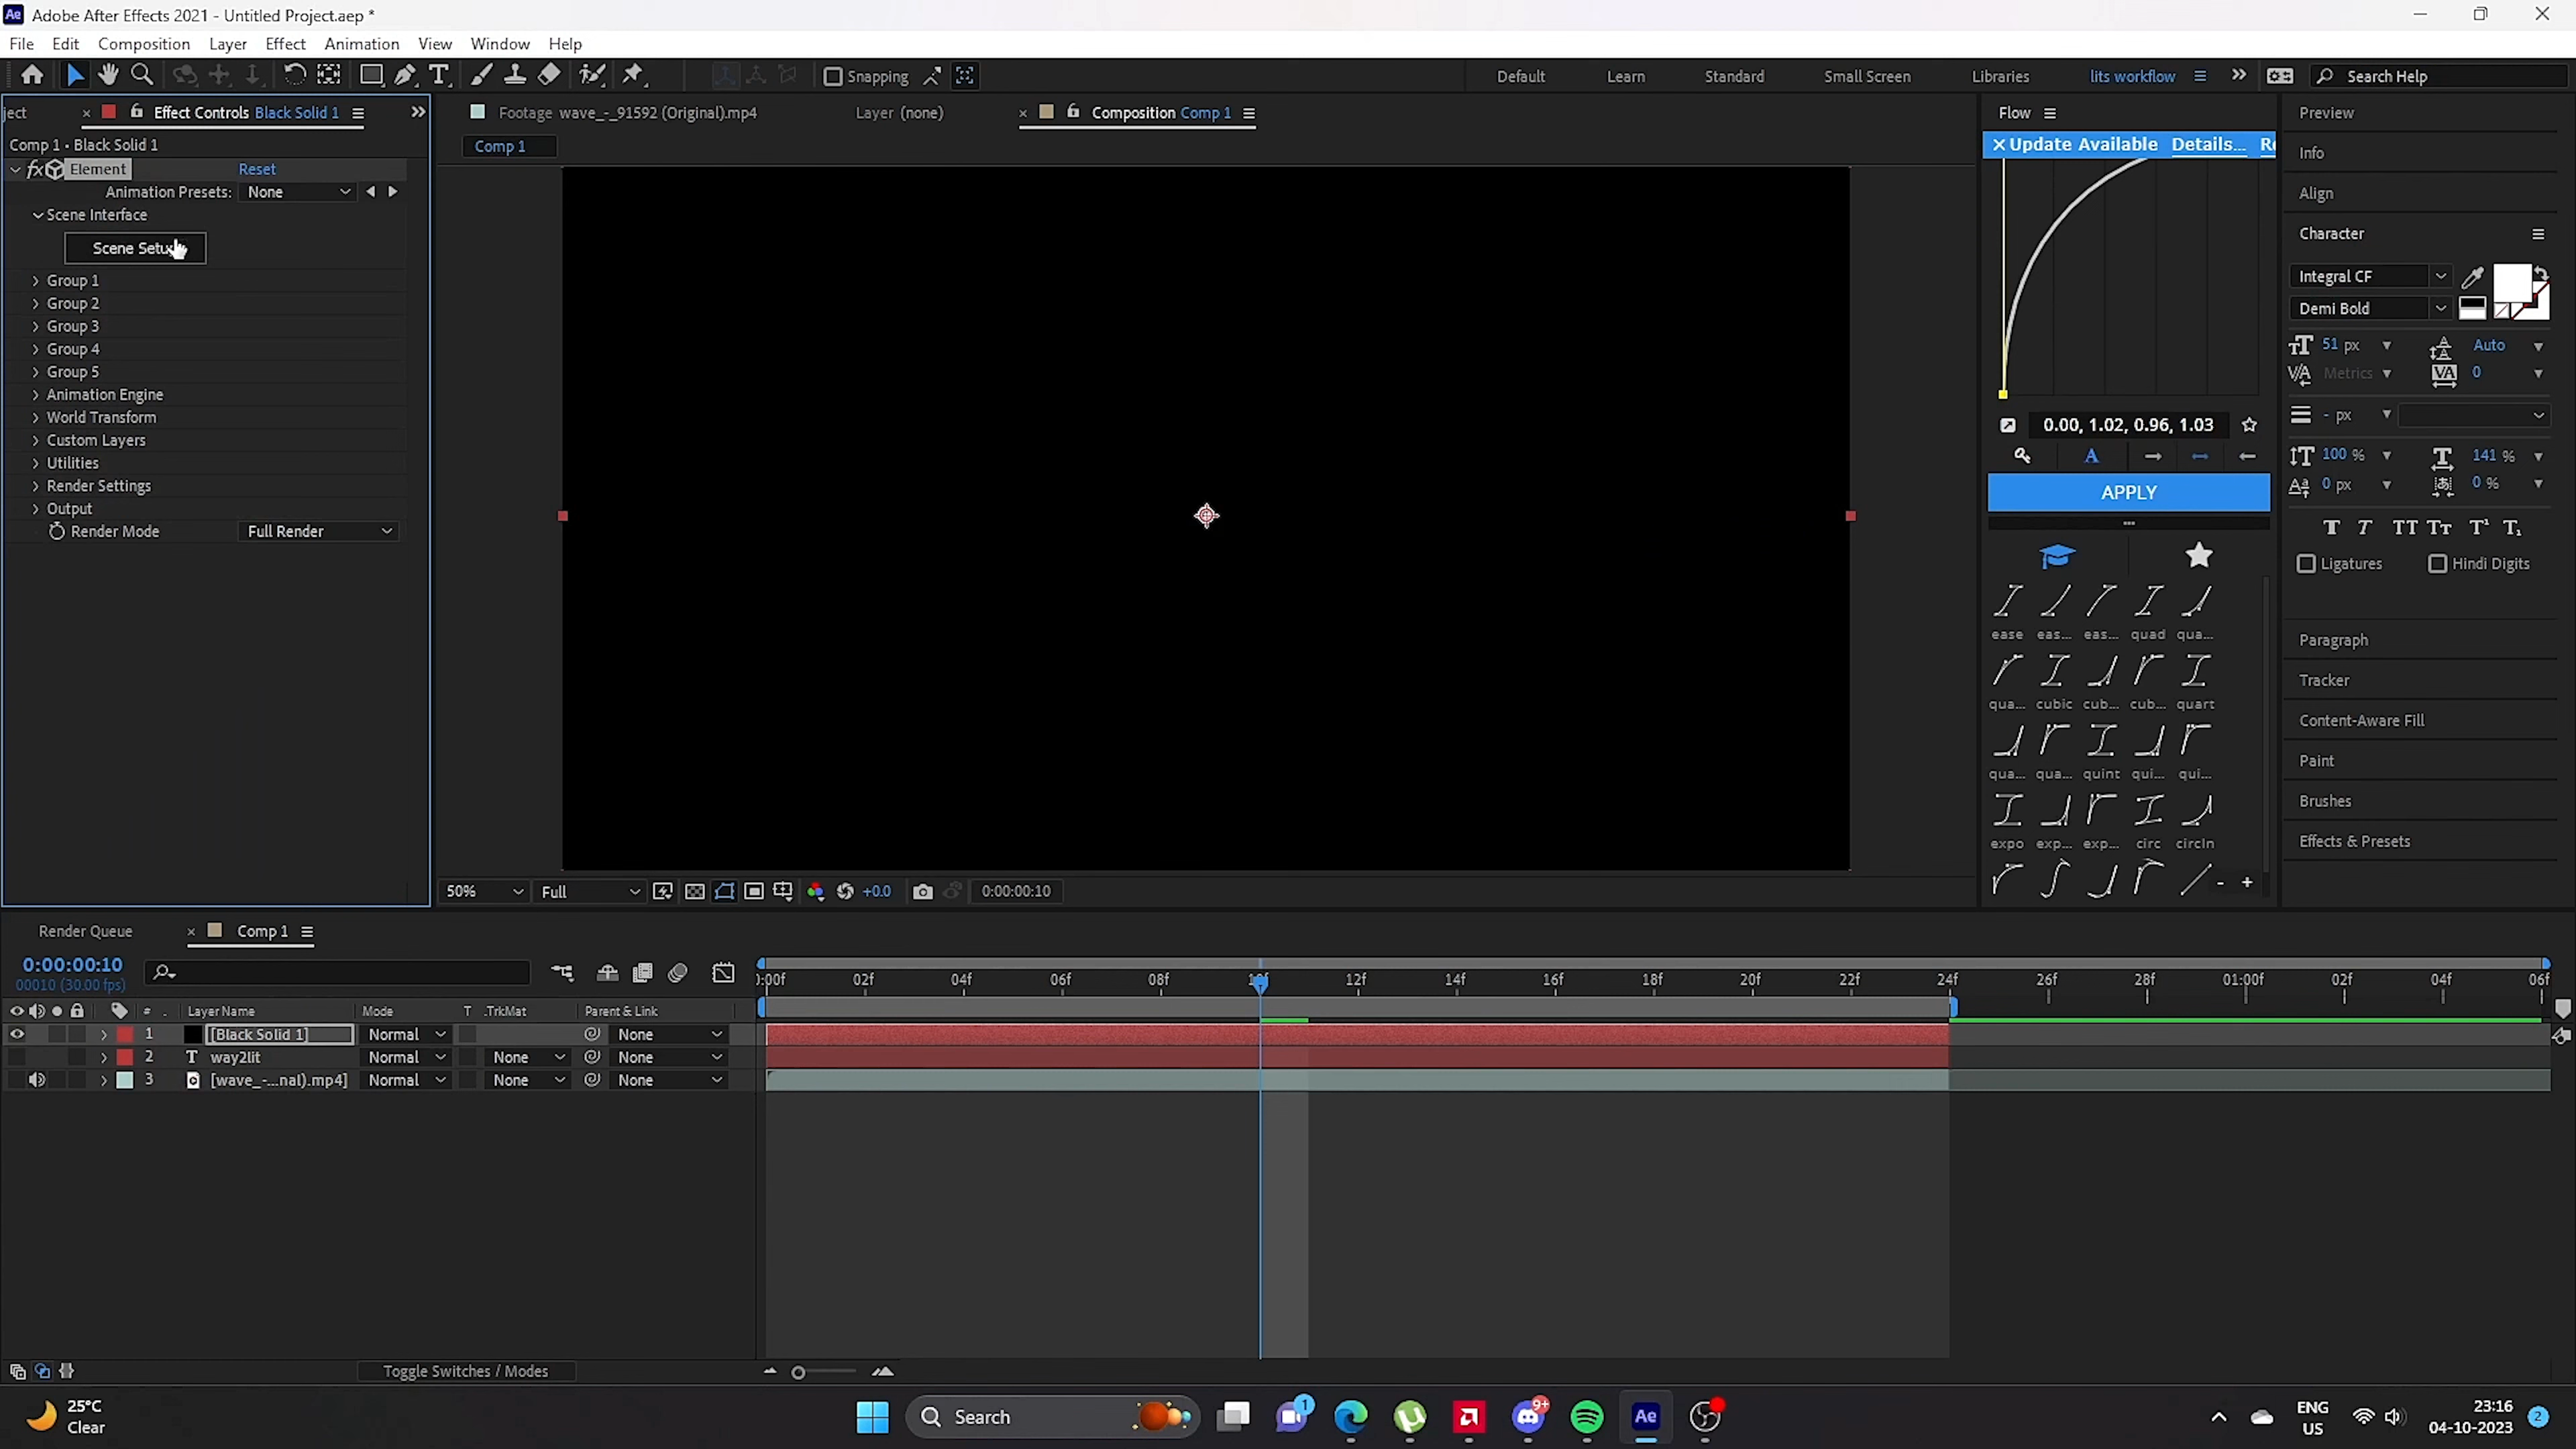 Adobe After Effects 2021 - Untitled Project.aep *
File Edit Composition Layer Effect Animation View Window Help
Snapping Default Learn Standard Small Screen Libraries lits workflow Search Help
ject Effect Controls Black Solid 1
Footage wave_-_91592 (Original).mp4 Layer (none) Composition Comp 1
Comp 1 • Black Solid 1
Comp 1
Element Reset
Animation Presets: None
Scene Interface
Scene Setup
Group 1
Group 2
Group 3
Group 4
Group 5
Animation Engine
World Transform
Custom Layers
Utilities
Render Settings
Output
Render Mode Full Render
50% Full +0.0 0:00:00:10
Flow
Update Available Details... Re
0.00, 1.02, 0.96, 1.03
APPLY
ease eas... eas... quad qua...
qua... cubic cub... cub... quart
qua... qua... quint qui... qui...
expo exp... exp... circ circIn
- +
Preview
Info
Align
Character
Integral CF
Demi Bold
51 px Auto
Metrics 0
- px
100 % 141 %
0 px 0 %
Ligatures Hindi Digits
Paragraph
Tracker
Content-Aware Fill
Paint
Brushes
Effects & Presets
Render Queue Comp 1
0:00:00:10
00010 (30.00 fps)
:00f 02f 04f 06f 08f 10f 12f 14f 16f 18f 20f 22f 24f 26f 28f 01:00f 02f 04f 06f
# Layer Name Mode T .TrkMat Parent & Link
1 [Black Solid 1] Normal None
2 T way2lit Normal None None
3 [wave_-...nal).mp4] Normal None None
Toggle Switches / Modes
25°C
Clear
Search
1
9+
Ae
ENG
US
23:16
04-10-2023
2